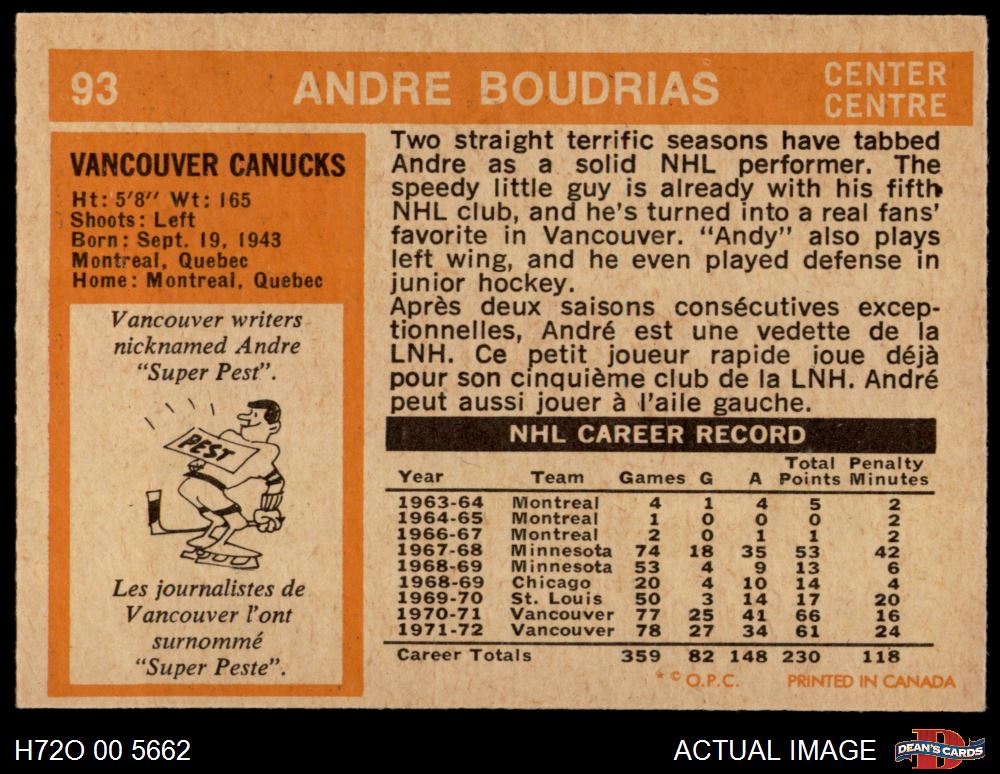 93 ANDRE BOUDRIAS CENTER
CENTRE
VANCOUVER CANUCKS
Ht: 5'8" Wt: 165
Shoots: Left
Born: Sept. 19, 1943
Montreal, Quebec
Home: Montreal, Quebec
Vancouver writers
nicknamed Andre
"Super Pest".
PEST
Les journalistes de
Vancouver l'ont
surnommé
"Super Peste".
Two straight terrific seasons have tabbed
Andre as a solid NHL performer. The
speedy little guy is already with his fifth
NHL club, and he's turned into a real fans'
favorite in Vancouver. "Andy" also plays
left wing, and he even played defense in
junior hockey.
Après deux saisons consécutives excep-
tionnelles, André est une vedette de la
LNH. Ce petit joueur rapide joue déjà
pour son cinquième club de la LNH. André
peut aussi jouer à l'aile gauche.
NHL CAREER RECORD
Year Team Games G A Total Points Penalty Minutes
1963-64 Montreal 4 1 4 5 2
1964-65 Montreal 1 0 0 0 2
1966-67 Montreal 2 0 1 1 2
1967-68 Minnesota 74 18 35 53 42
1968-69 Minnesota 53 4 9 13 6
1968-69 Chicago 20 4 10 14 4
1969-70 St. Louis 50 3 14 17 20
1970-71 Vancouver 77 25 41 66 16
1971-72 Vancouver 78 27 34 61 24
Career Totals 359 82 148 230 118
* © O.P.C. PRINTED IN CANADA
H72O 00 5662 ACTUAL IMAGE D DEAN'S CARDS